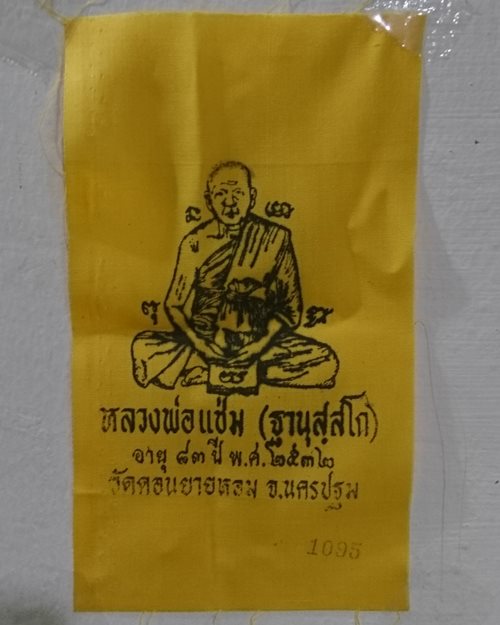 หลวงพ่อแช่ม (ฐานุสฺสโก)
อายุ ๘๓ ปี พ.ศ.๒๕๓๒
วัดดอนยายหอม จ.นครปฐม
1095